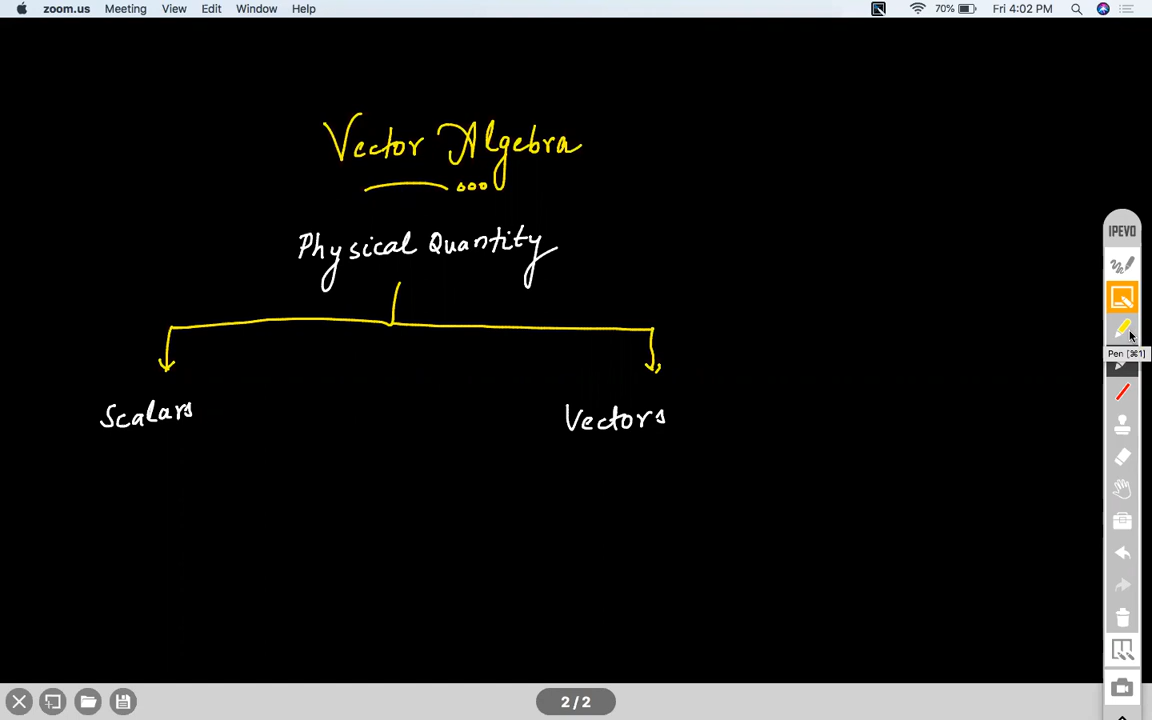 zoom.us Meeting View Edit Window Help 70% Fri 4:02 PM
Vector Algebra
Physical Quantity
IPEVO
Pen [⌘1]
Scalars Vectors
2/2